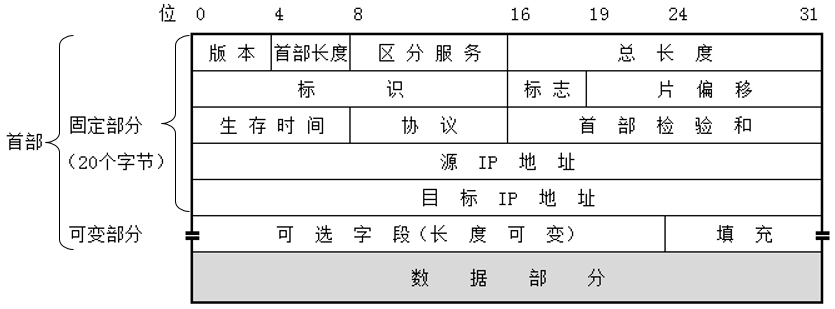 位 0 4 8 16 19 24 31
版本 首部长度 区分服务 总长度
标识 标志 片偏移
固定部分 生存时间 协议 首部检验和
首部
（20个字节） 源 IP 地址
目标 IP 地址
可变部分 可选字段(长度可变) 填充
数据部分